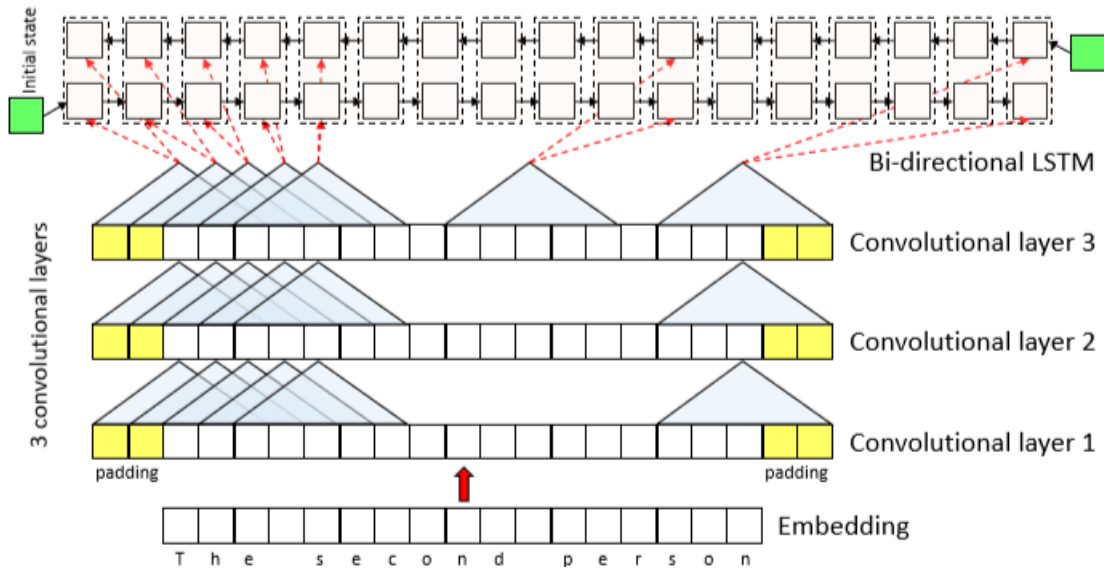 Initial state
Bi-directional LSTM
3 convolutional layers
Convolutional layer 3
Convolutional layer 2
Convolutional layer 1
padding padding
Embedding
T h e s e c o n d p e r s o n